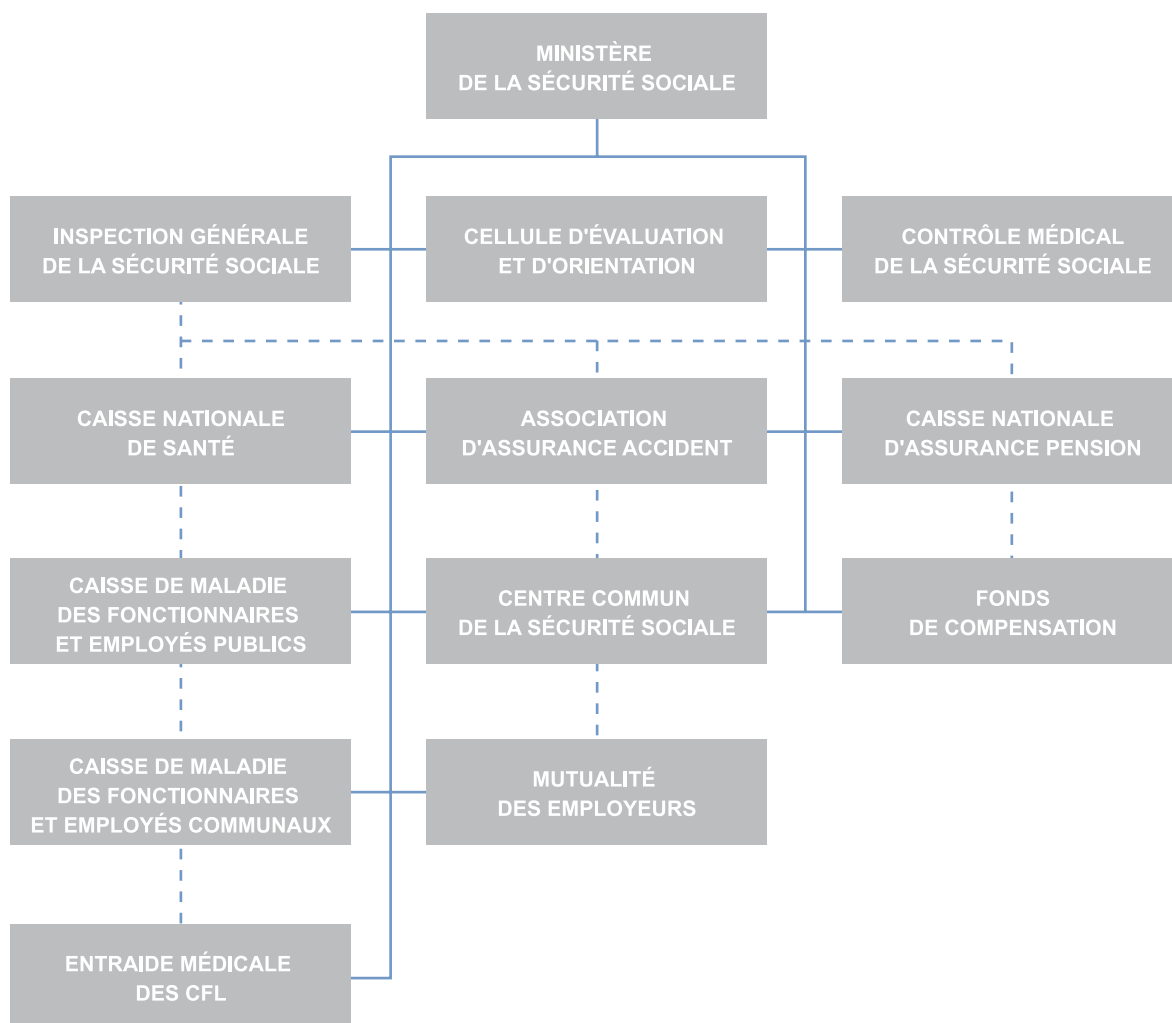 MINISTÈRE
DE LA SÉCURITÉ SOCIALE
INSPECTION GÉNÉRALE
DE LA SÉCURITÉ SOCIALE
CELLULE D'ÉVALUATION
ET D'ORIENTATION
CONTRÔLE MÉDICAL
DE LA SÉCURITÉ SOCIALE
CAISSE NATIONALE
DE SANTÉ
ASSOCIATION
D'ASSURANCE ACCIDENT
CAISSE NATIONALE
D'ASSURANCE PENSION
CAISSE DE MALADIE
DES FONCTIONNAIRES
ET EMPLOYÉS PUBLICS
CENTRE COMMUN
DE LA SÉCURITÉ SOCIALE
FONDS
DE COMPENSATION
CAISSE DE MALADIE
DES FONCTIONNAIRES
ET EMPLOYÉS COMMUNAUX
MUTUALITÉ
DES EMPLOYEURS
ENTRAIDE MÉDICALE
DES CFL